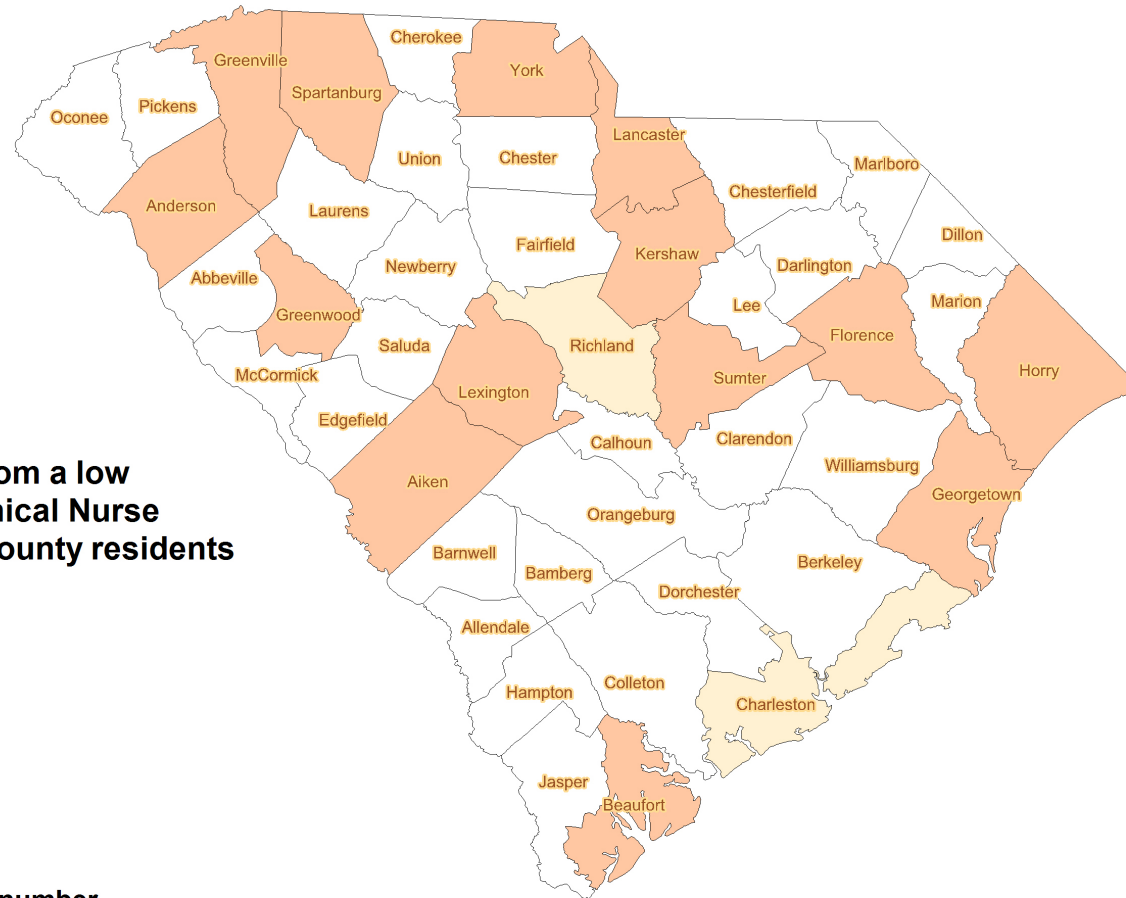 Cherokee
Greenville
York
Spartanburg
Pickens
Oconee
Lancaster
Union
Chester
Marlboro
Chesterfield
Anderson
Laurens
Dillon
Fairfield
Kershaw
Newberry
Darlington
Abbeville
Marion
Lee
Greenwood
Florence
Saluda
Richland
Horry
McCormick
Sumter
Lexington
Edgefield
Clarendon
Calhoun
Williamsburg
om a low
Aiken
Georgetown
nical Nurse
Orangeburg
ounty residents
Barnwell
Berkeley
Bamberg
Dorchester
Allendale
Colleton
Hampton
Charleston
Jasper
Beaufort
number